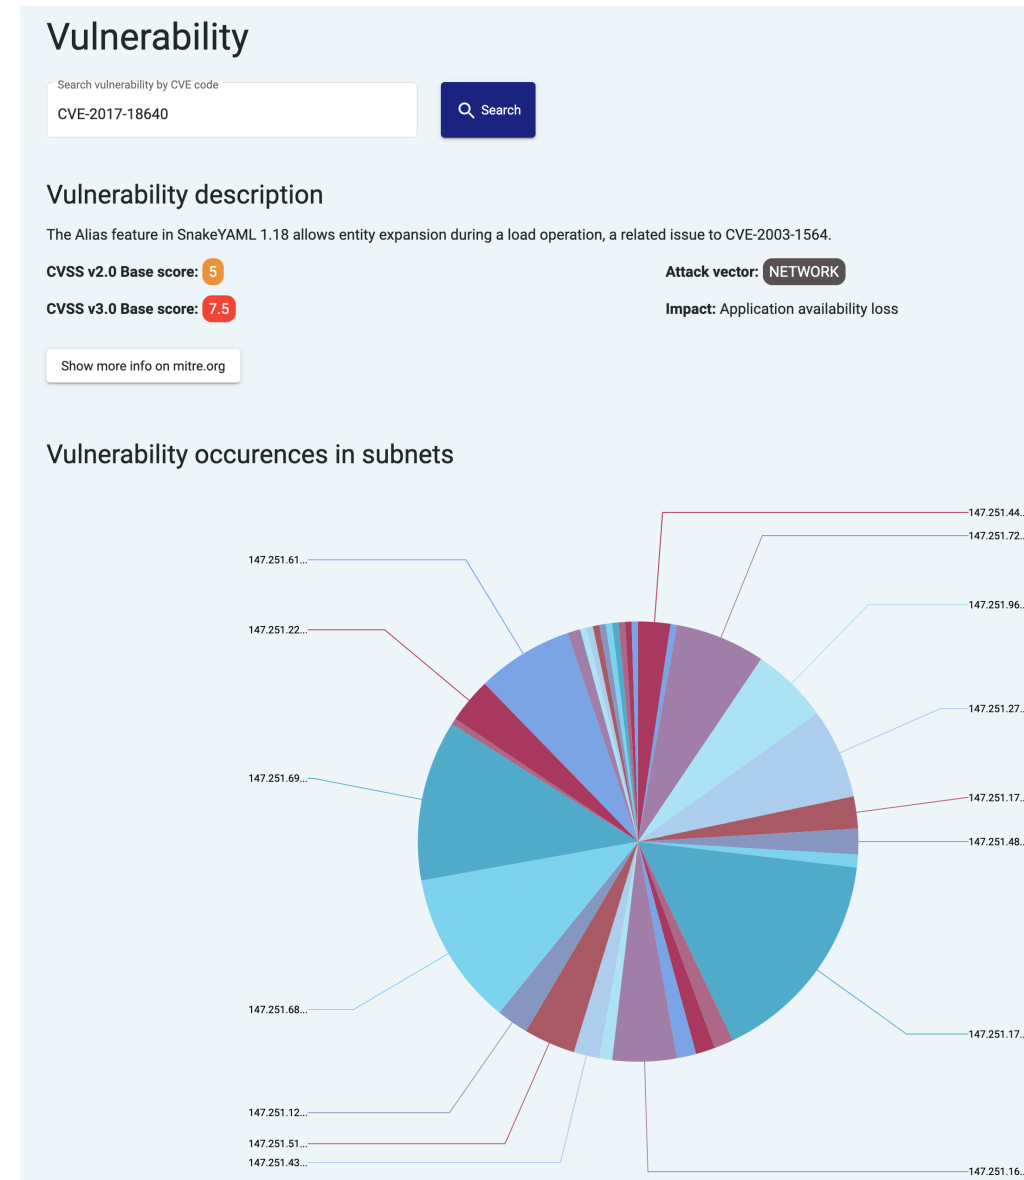 Vulnerability
Search vulnerability by CVE code
CVE-2017-18640
Search
Vulnerability description
The Alias feature in SnakeYAML 1.18 allows entity expansion during a load operation, a related issue to CVE-2003-1564.
CVSS v2.0 Base score: 5
Attack vector: NETWORK
CVSS v3.0 Base score: 7.5
Impact: Application availability loss
Show more info on mitre.org
Vulnerability occurences in subnets
147.251.44...
147.251.72...
147.251.61...
147.251.96...
147.251.22...
147.251.27...
147.251.69...
147.251.17...
147.251.48...
147.251.68...
147.251.17...
147.251.12...
147.251.51...
147.251.43...
147.251.16...